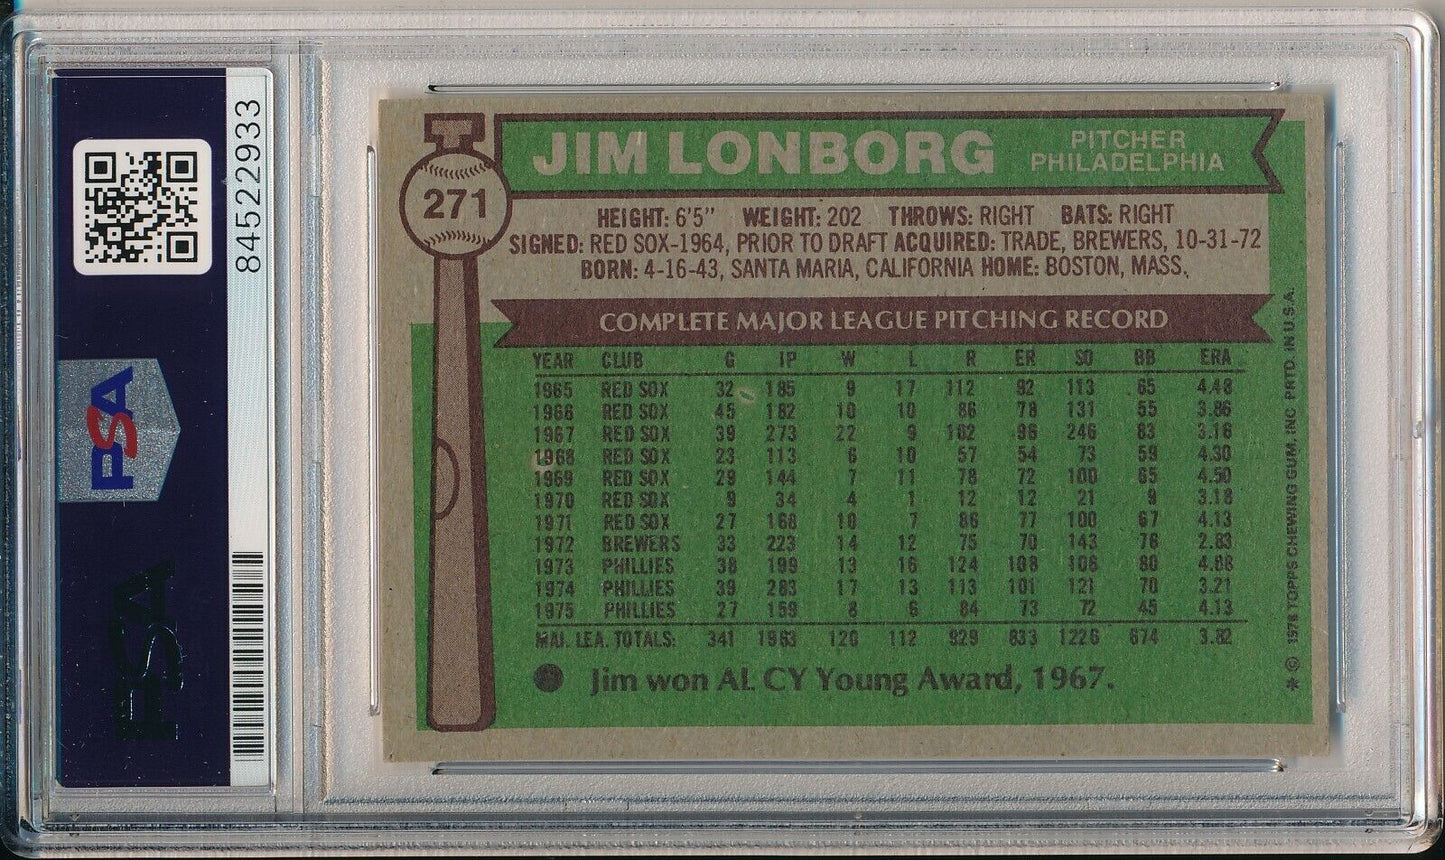 84522933
PSA
PSA
271
JIM LONBORG
PITCHER
PHILADELPHIA
HEIGHT: 6'5" WEIGHT: 202 THROWS: RIGHT BATS: RIGHT
SIGNED: RED SOX-1964, PRIOR TO DRAFT ACQUIRED: TRADE, BREWERS, 10-31-72
BORN: 4-16-43, SANTA MARIA, CALIFORNIA HOME: BOSTON, MASS.
COMPLETE MAJOR LEAGUE PITCHING RECORD
YEAR CLUB G IP W L R ER SO BB ERA
1965 RED SOX 32 185 9 17 112 92 113 65 4.48
1966 RED SOX 45 182 10 10 86 78 131 55 3.86
1967 RED SOX 39 273 22 9 102 96 246 83 3.16
1968 RED SOX 23 113 6 10 57 54 73 59 4.30
1969 RED SOX 29 144 7 11 78 72 100 65 4.50
1970 RED SOX 9 34 4 1 12 12 21 9 3.18
1971 RED SOX 27 168 10 7 86 77 100 67 4.13
1972 BREWERS 33 223 14 12 75 70 143 76 2.83
1973 PHILLIES 38 199 13 16 124 108 106 80 4.88
1974 PHILLIES 39 283 17 13 113 101 121 70 3.21
1975 PHILLIES 27 159 8 6 84 73 72 45 4.13
MAJ. LEA. TOTALS. 341 1963 120 112 929 833 1226 674 3.82
Jim won AL CY Young Award, 1967.
* © 1976 TOPPS CHEWING GUM, INC. PRTD. IN U.S.A.